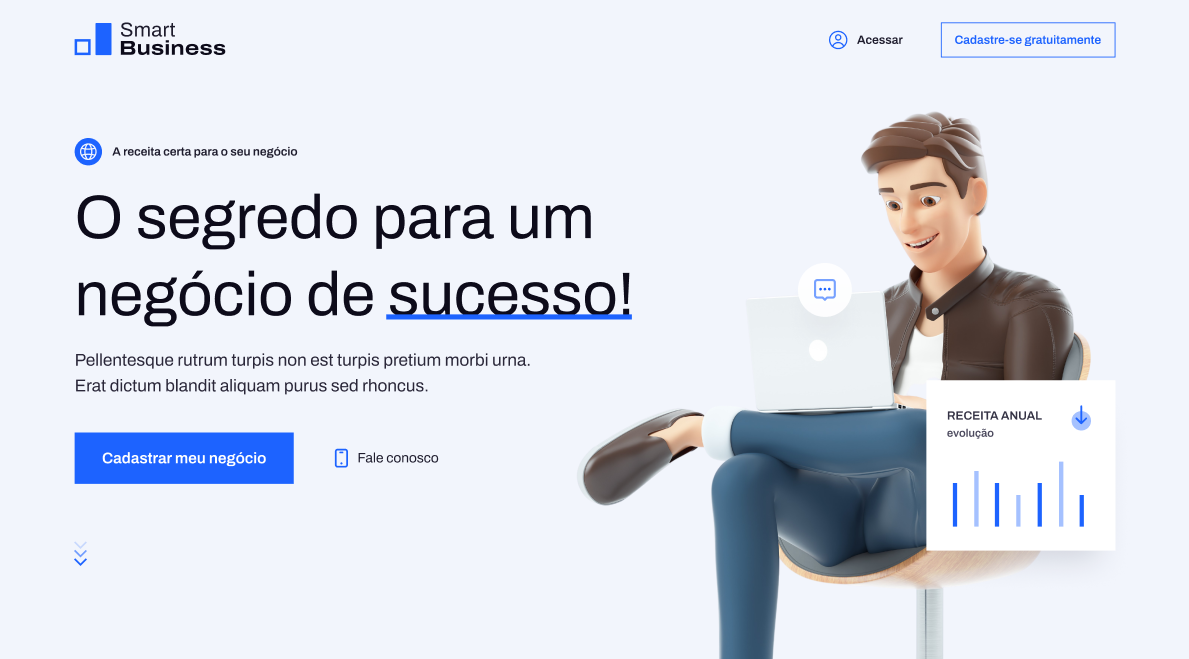 Smart
Business
Acessar
Cadastre-se gratuitamente
A receita certa para o seu negócio
O segredo para um
negócio de sucesso!
Pellentesque rutrum turpis non est turpis pretium morbi urna.
Erat dictum blandit aliquam purus sed rhoncus.
Cadastrar meu negócio
Fale conosco
RECEITA ANUAL
evolução